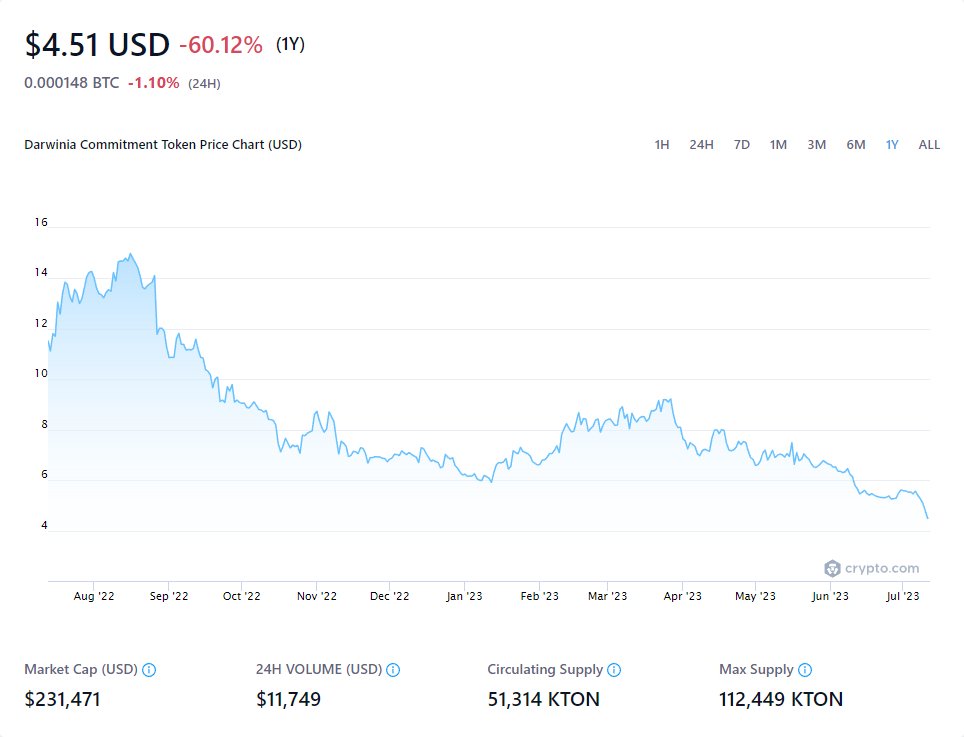 $4.51 USD -60.12% (1Y)
0.000148 BTC -1.10% (24H)
Darwinia Commitment Token Price Chart (USD)
1H 24H 7D 1M 3M 6M 1Y ALL
16
14
12
10
8
6
4
crypto.com
Aug '22 Sep '22 Oct '22 Nov '22 Dec '22 Jan '23 Feb '23 Mar '23 Apr '23 May '23 Jun '23 Jul '23
Market Cap (USD) 24H VOLUME (USD) Circulating Supply Max Supply
$231,471 $11,749 51,314 KTON 112,449 KTON